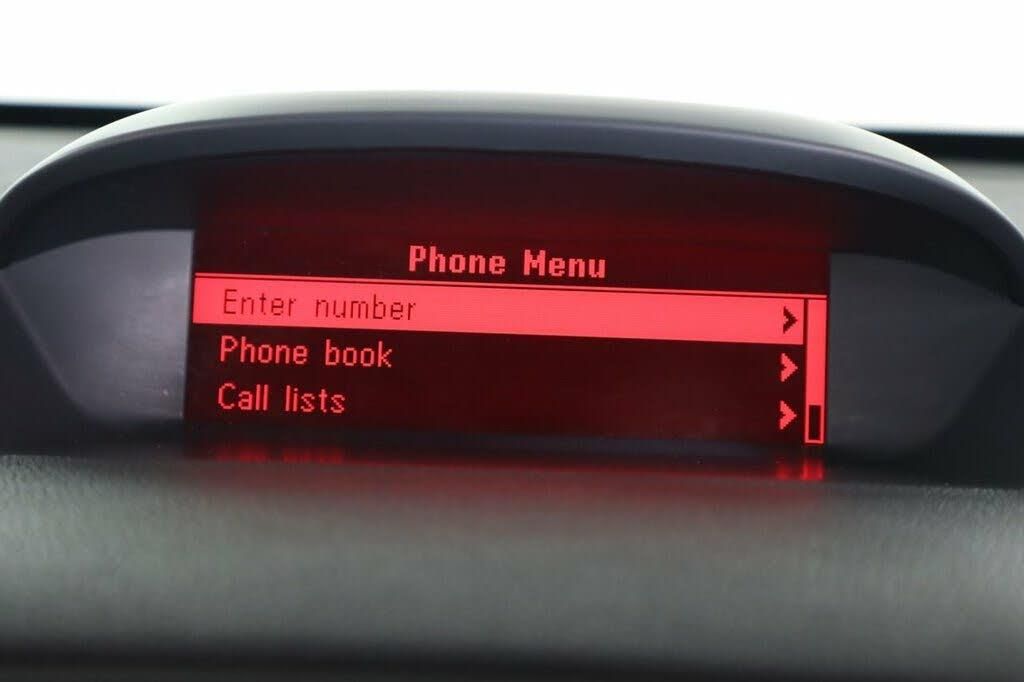 Phone Menu
Enter number
Phone book
Call lists